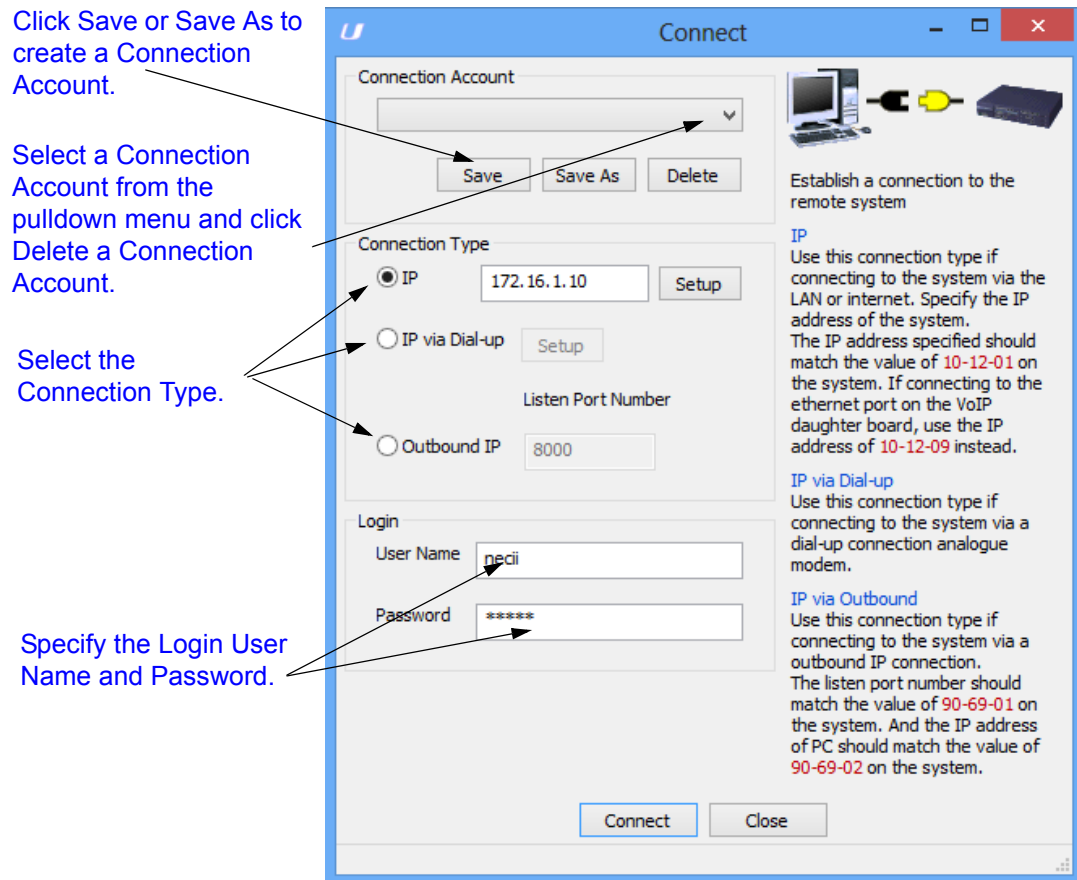 Click Save or Save As to
create a Connection
Account.
Select a Connection
Account from the
pulldown menu and click
Delete a Connection
Account.
Select the
Connection Type.
Specify the Login User
Name and Password.
Connect
Connection Account
Save
Save As
Delete
Connection Type
IP
172.16.1.10
Setup
IP via Dial-up
Setup
Listen Port Number
Outbound IP
8000
Login
User Name
necii
Password
*****
Establish a connection to the
remote system
IP
Use this connection type if
connecting to the system via the
LAN or internet. Specify the IP
address of the system.
The IP address specified should
match the value of 10-12-01 on
the system. If connecting to the
ethernet port on the VoIP
daughter board, use the IP
address of 10-12-09 instead.
IP via Dial-up
Use this connection type if
connecting to the system via a
dial-up connection analogue
modem.
IP via Outbound
Use this connection type if
connecting to the system via a
outbound IP connection.
The listen port number should
match the value of 90-69-01 on
the system. And the IP address
of PC should match the value of
90-69-02 on the system.
Connect
Close